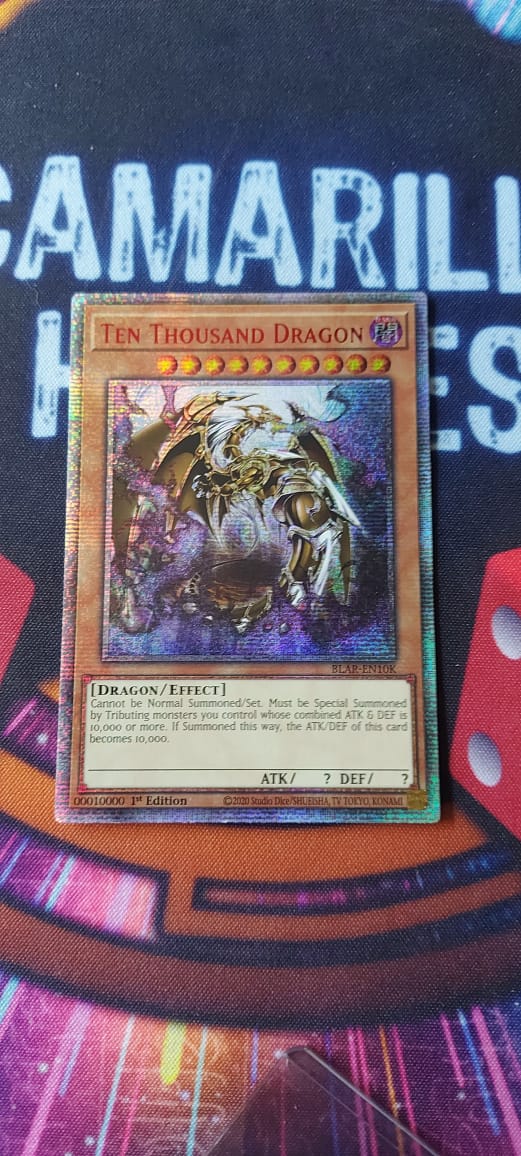 CAMARILL
H ES
TEN THOUSAND DRAGON
BLAR-EN10K
[DRAGON/EFFECT]
Cannot be Normal Summoned/Set. Must be Special Summoned
by Tributing monsters you control whose combined ATK & DEF is
10,000 or more. If Summoned this way, the ATK/DEF of this card
becomes 10,000.
ATK/ ? DEF/ ?
00010000 1st Edition ©2020 Studio Dice/SHUEISHA, TV TOKYO, KONAMI